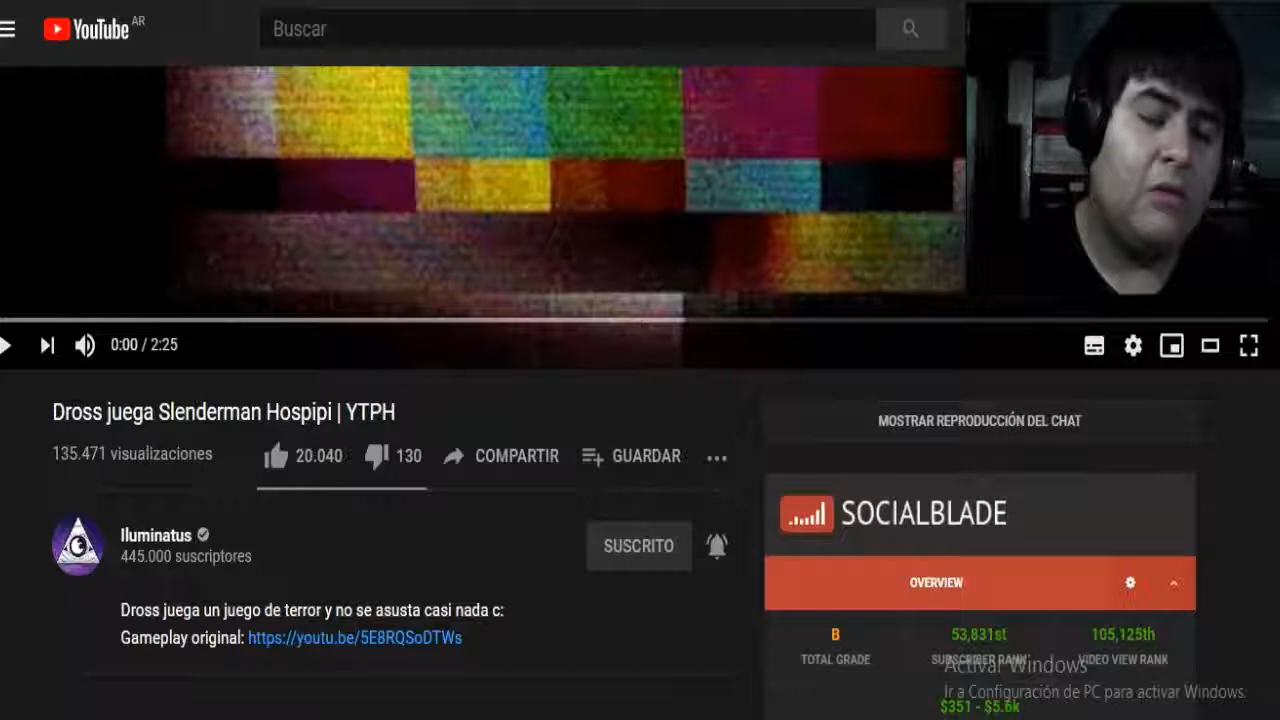 YouTube AR
Buscar
0:00 / 2:25
Dross juega Slenderman Hospipi | YTPH
135.471 visualizaciones
20.040
130
COMPARTIR
GUARDAR
MOSTRAR REPRODUCCIÓN DEL CHAT
Iluminatus
445.000 suscriptores
SUSCRITO
Dross juega un juego de terror y no se asusta casi nada c:
Gameplay original: https://youtu.be/5E8RQSoDTWs
SOCIALBLADE
OVERVIEW
B
53,831st
105,125th
TOTAL GRADE
SUBSCRIBER RANK
VIDEO VIEW RANK
Activar Windows
Ir a Configuración de PC para activar Windows.
$351 - $5.6k